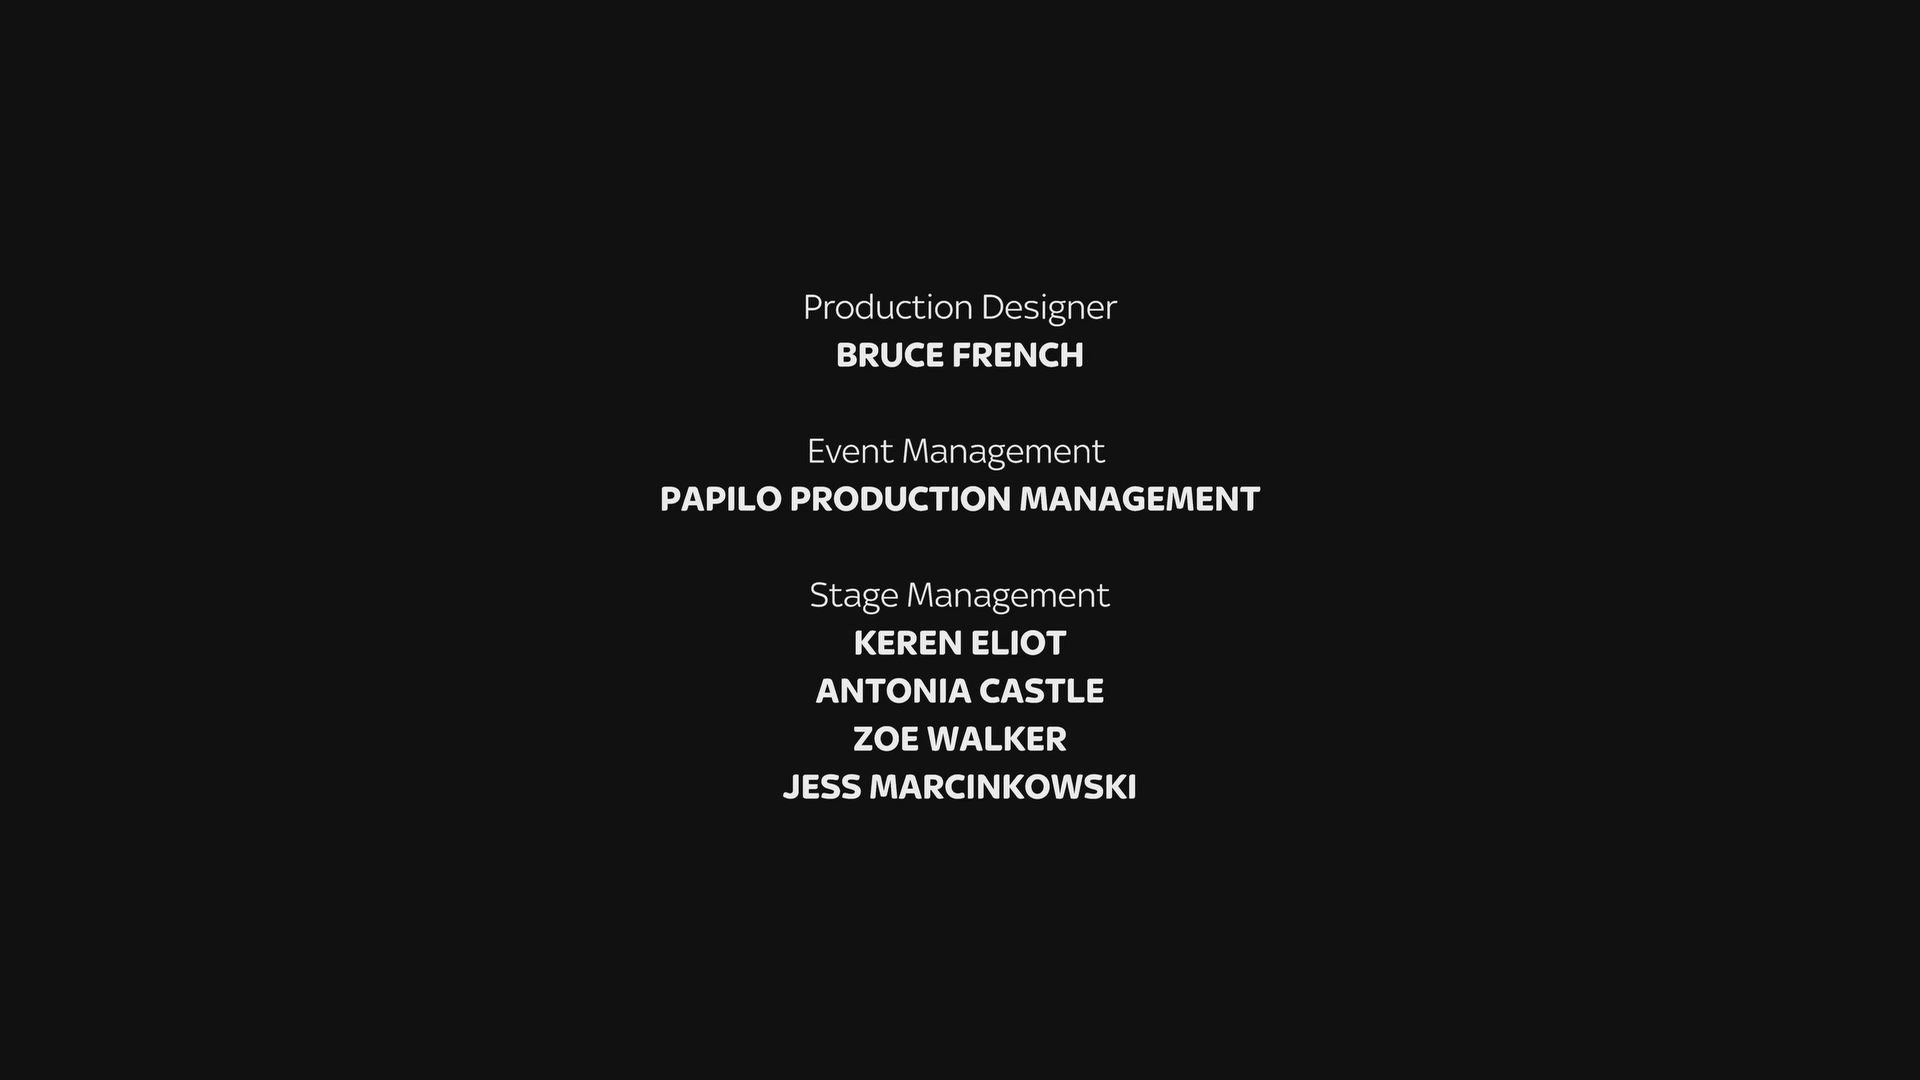 Production Designer
BRUCE FRENCH
Event Management
PAPILO PRODUCTION MANAGEMENT
Stage Management
KEREN ELIOT
ANTONIA CASTLE
ZOE WALKER
JESS MARCINKOWSKI